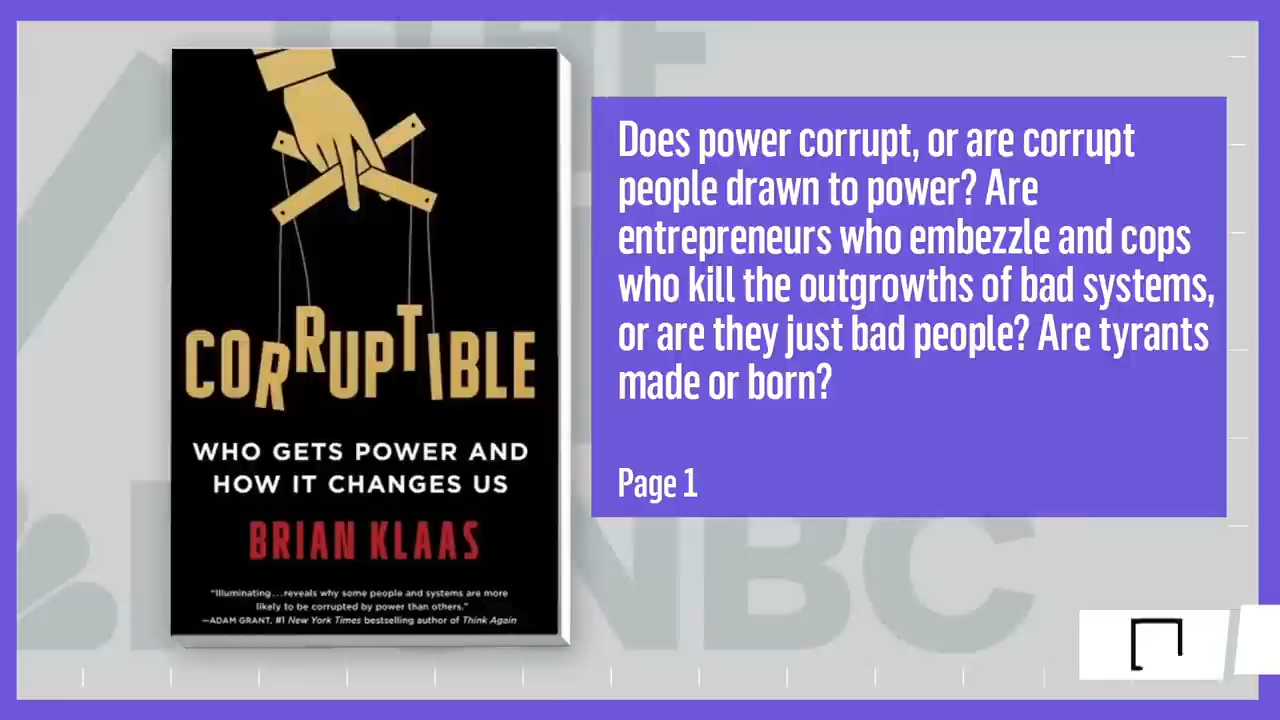 CORRUPTIBLE
WHO GETS POWER AND
HOW IT CHANGES US
BRIAN KLAAS
“Illuminating...reveals why some people and systems are more
likely to be corrupted by power than others.”
—ADAM GRANT, #1 New York Times bestselling author of Think Again
Does power corrupt, or are corrupt
people drawn to power? Are
entrepreneurs who embezzle and cops
who kill the outgrowths of bad systems,
or are they just bad people? Are tyrants
made or born?
Page 1
NBC